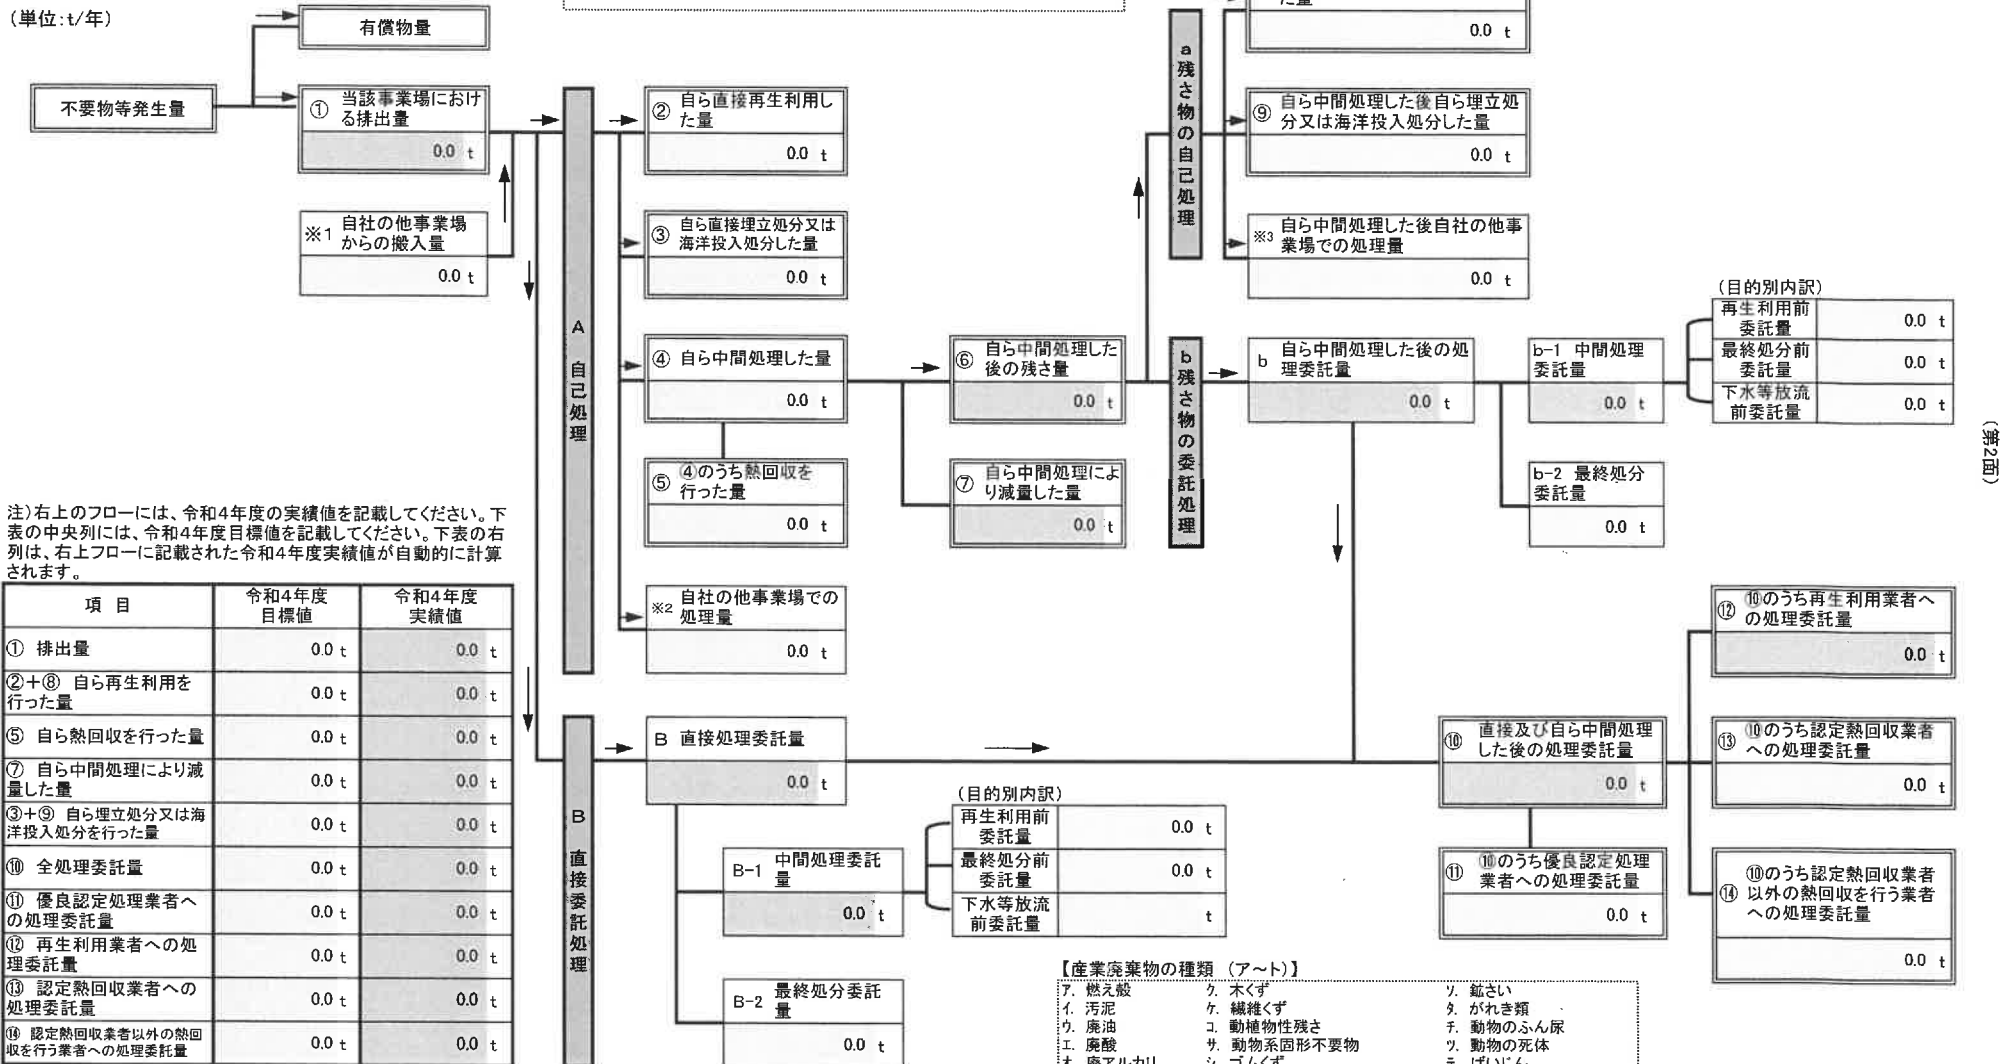 (単位:t/年)
有償物量
不要物等発生量
① 当該事業場におけ
る排出量
0.0 t
※1 自社の他事業場
からの搬入量
0.0 t
A 自己処理
② 自ら直接再生利用し
た量
0.0 t
③ 自ら直接埋立処分又は
海洋投入処分した量
0.0 t
④ 自ら中間処理した量
0.0 t
⑤ ④のうち熱回収を
行った量
0.0 t
※2 自社の他事業場での
処理量
0.0 t
⑥ 自ら中間処理した
後の残さ量
0.0 t
⑦ 自ら中間処理によ
り減量した量
0.0 t
a 残さ物の自己処理
た量
0.0 t
⑨ 自ら中間処理した後自ら埋立処
分又は海洋投入処分した量
0.0 t
※3 自ら中間処理した後自社の他事
業場での処理量
0.0 t
b 残さ物の委託処理
b 自ら中間処理した後の処
理委託量
0.0 t
b-1 中間処理
委託量
0.0 t
b-2 最終処分
委託量
0.0 t
(目的別内訳)
再生利用前
委託量
0.0 t
最終処分前
委託量
0.0 t
下水等放流
前委託量
0.0 t
(第2面)
注)右上のフローには、令和4年度の実績値を記載してください。下
表の中央列には、令和4年度目標値を記載してください。下表の右
列は、右上フローに記載された令和4年度実績値が自動的に計算
されます。
項 目 令和4年度
目標値 令和4年度
実績値
① 排出量 0.0 t 0.0 t
②+⑧ 自ら再生利用を
行った量 0.0 t 0.0 t
⑤ 自ら熱回収を行った量 0.0 t 0.0 t
⑦ 自ら中間処理により減
量した量 0.0 t 0.0 t
③+⑨ 自ら埋立処分又は海
洋投入処分を行った量 0.0 t 0.0 t
⑩ 全処理委託量 0.0 t 0.0 t
⑪ 優良認定処理業者へ
の処理委託量 0.0 t 0.0 t
⑫ 再生利用業者への処
理委託量 0.0 t 0.0 t
⑬ 認定熱回収業者への
処理委託量 0.0 t 0.0 t
⑭ 認定熱回収業者以外の熱回
収を行う業者への処理委託量 0.0 t 0.0 t
B 直接委託処理
B 直接処理委託量
0.0 t
B-1 中間処理委託
量
0.0 t
B-2 最終処分委託
量
0.0 t
(目的別内訳)
再生利用前
委託量
0.0 t
最終処分前
委託量
0.0 t
下水等放流
前委託量
t
⑩ 直接及び自ら中間処理
した後の処理委託量
0.0 t
⑪ ⑩のうち優良認定処理
業者への処理委託量
0.0 t
⑫ ⑩のうち再生利用業者へ
の処理委託量
0.0 t
⑬ ⑩のうち認定熱回収業者
への処理委託量
0.0 t
⑭ ⑩のうち認定熱回収業者
以外の熱回収を行う業者
への処理委託量
0.0 t
【産業廃棄物の種類 (ア~ト)】
ア. 燃え殻 ク. 木くず ソ. 鉱さい
イ. 汚泥 ケ. 繊維くず タ. がれき類
ウ. 廃油 コ. 動植物性残さ チ. 動物のふん尿
エ. 廃酸 サ. 動物系固形不要物 ツ. 動物の死体
オ. 廃アルカリ シ. ゴムくず テ. ばいじん